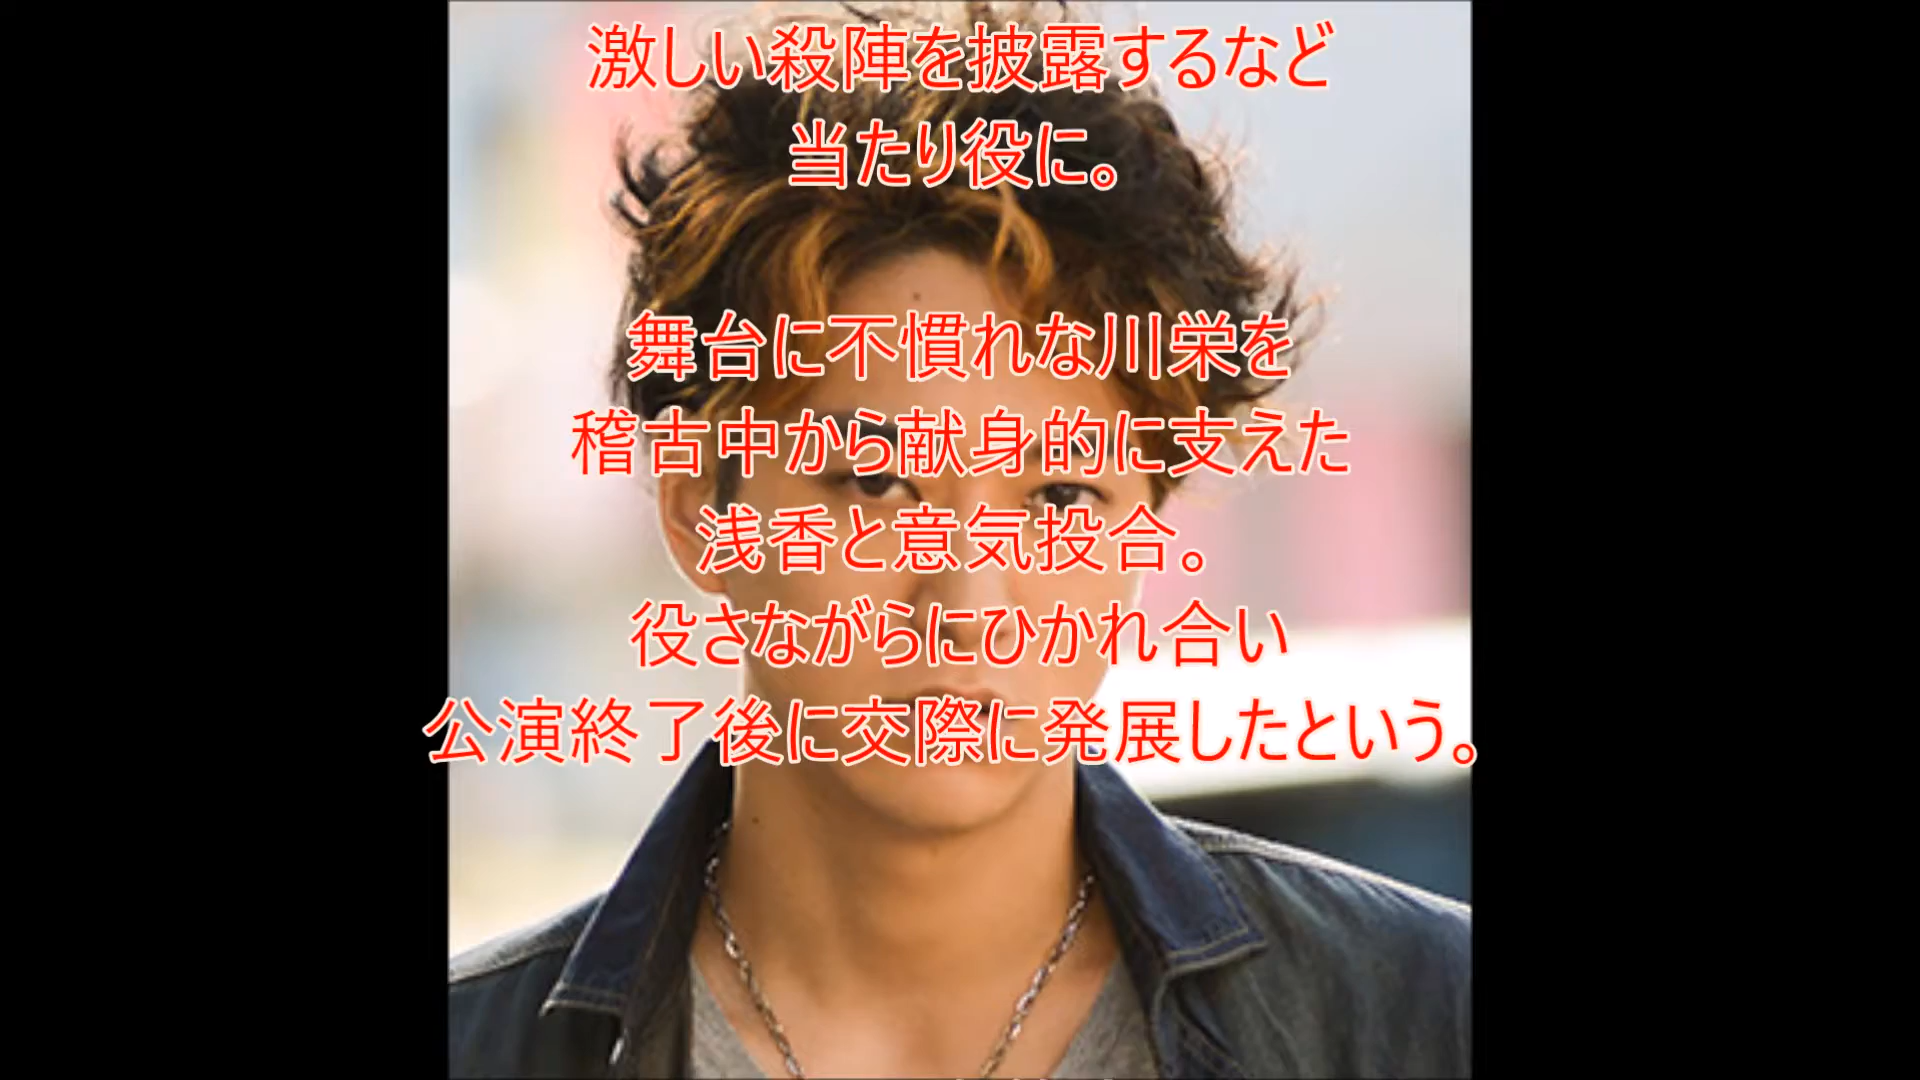 激しい殺陣を披露するなど
当たり役に。
舞台に不慣れな川栄を
稽古中から献身的に支えた
浅香と意気投合。
役さながらにひかれ合い
公演終了後に交際に発展したという。